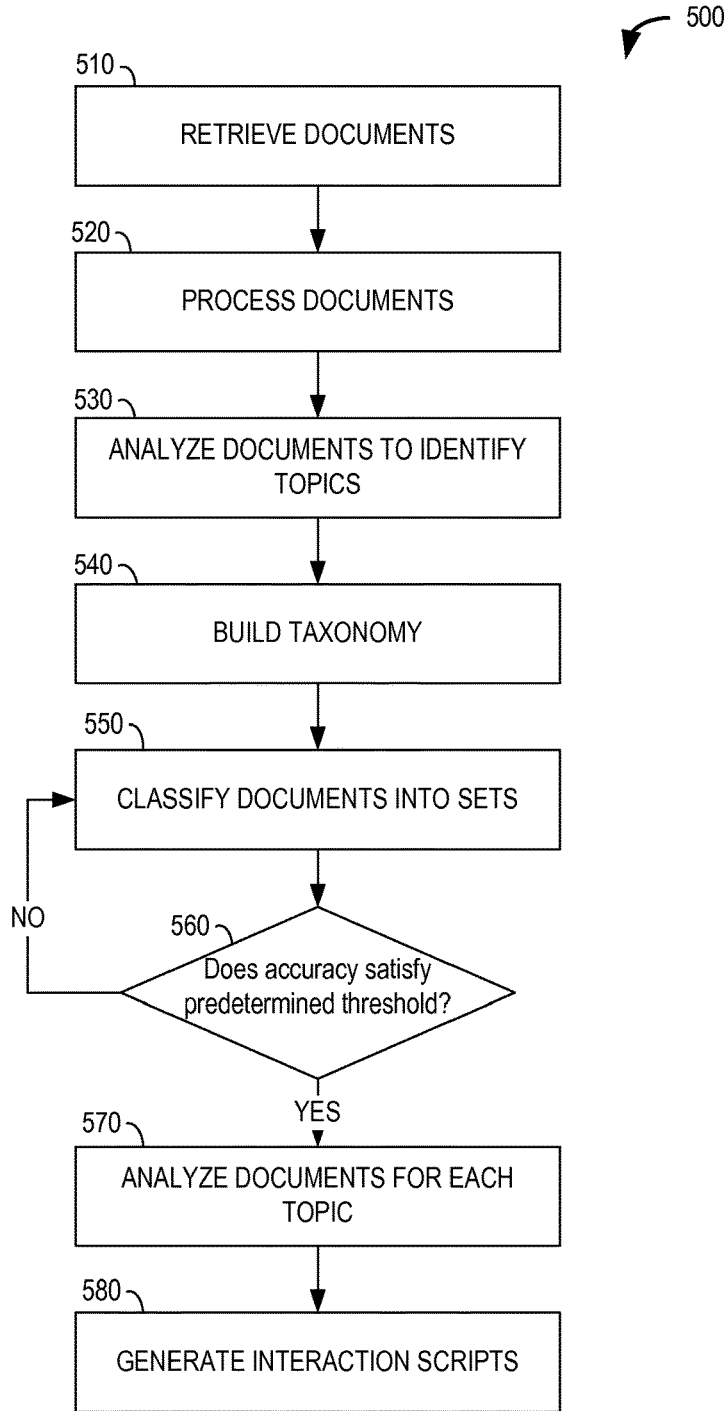 500
510
RETRIEVE DOCUMENTS
520
PROCESS DOCUMENTS
530
ANALYZE DOCUMENTS TO IDENTIFY
TOPICS
540
BUILD TAXONOMY
550
CLASSIFY DOCUMENTS INTO SETS
NO
560
Does accuracy satisfy
predetermined threshold?
YES
570
ANALYZE DOCUMENTS FOR EACH
TOPIC
580
GENERATE INTERACTION SCRIPTS